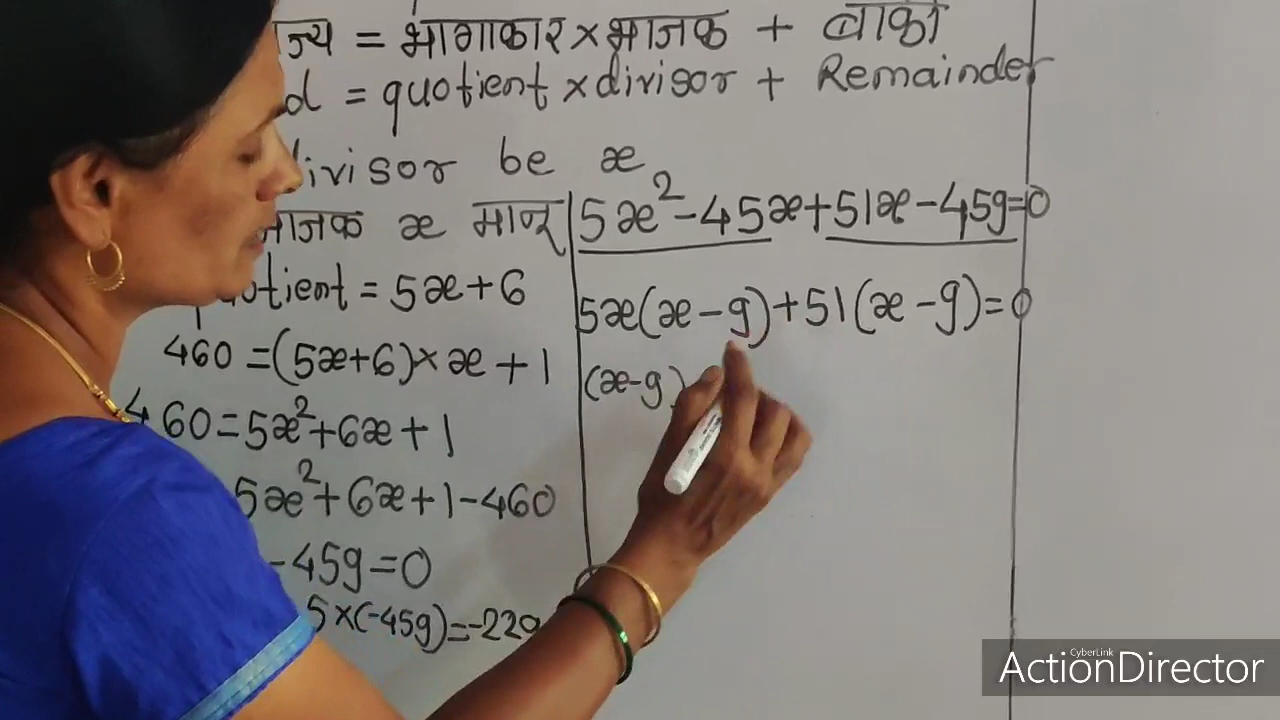 = भागाकार × भाजक + बाकी
= quotient × divisor + Remainder
divisor be x
भाजक x मानू
quotient = 5x + 6
460 = (5x+6) × x + 1
460 = 5x² + 6x + 1
5x² + 6x + 1 - 460
- 459 = 0
5 × (-459) = -229
5x² - 45x + 51x - 459 = 0
5x(x - 9) + 51(x - 9) = 0
(x - 9)
CyberLink
ActionDirector